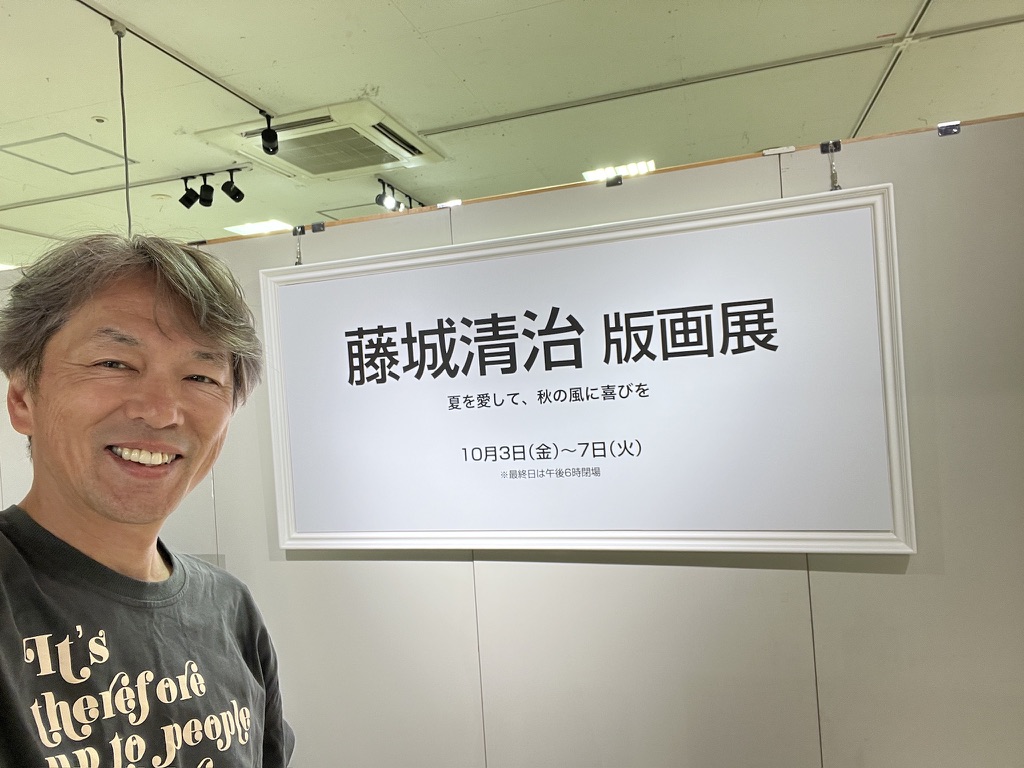 藤城清治 版画展
夏を愛して、秋の風に喜びを
10月3日(金)～7日(火)
※最終日は午後6時閉場
It's
therefore
up to people